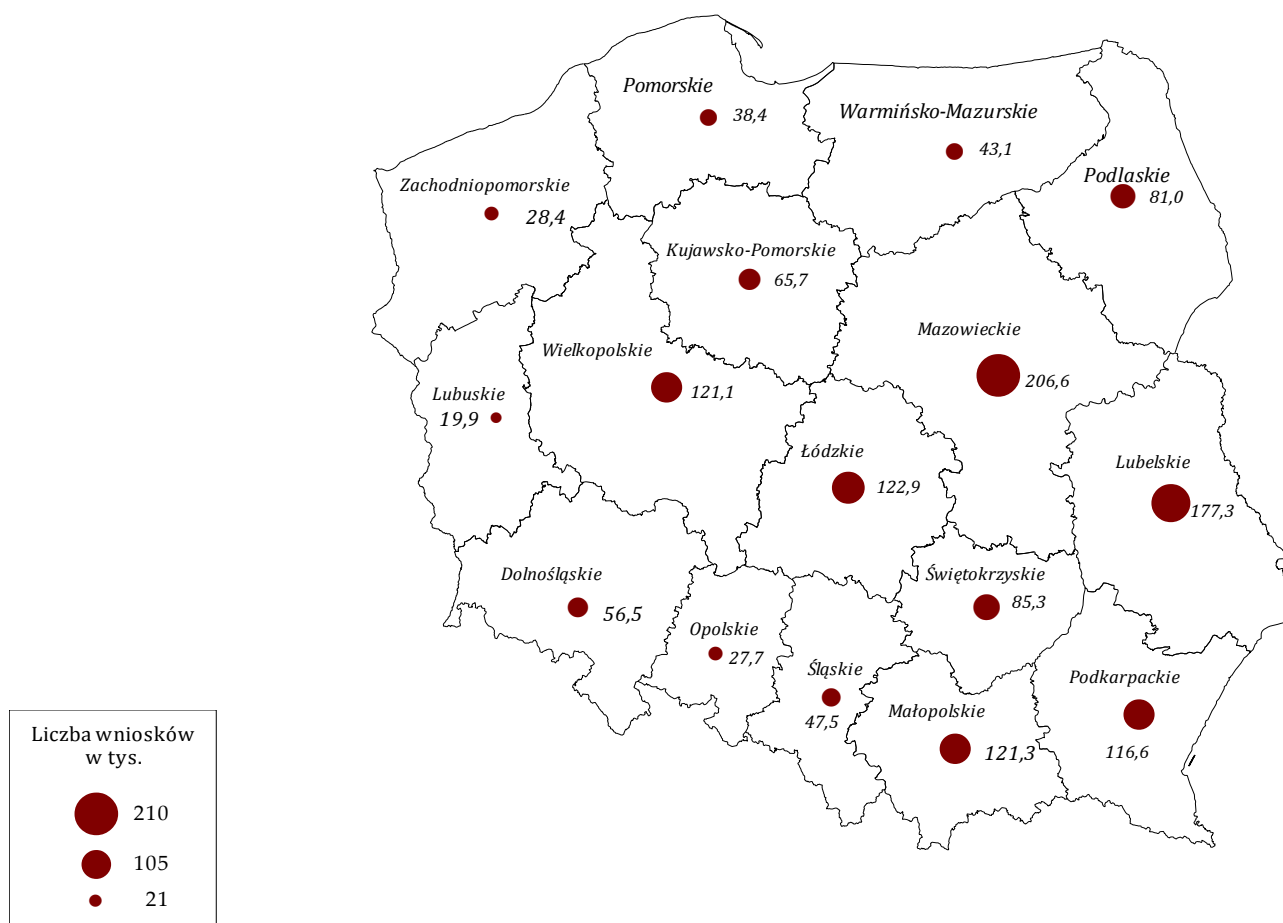 Pomorskie
38,4
Warmińsko-Mazurskie
43,1
Podlaskie
81,0
Zachodniopomorskie
28,4
Kujawsko-Pomorskie
65,7
Mazowieckie
206,6
Wielkopolskie
121,1
Lubuskie
19,9
Łódzkie
122,9
Lubelskie
177,3
Dolnośląskie
56,5
Świętokrzyskie
85,3
Opolskie
27,7
Śląskie
47,5
Małopolskie
121,3
Podkarpackie
116,6
Liczba wniosków
w tys.
210
105
21